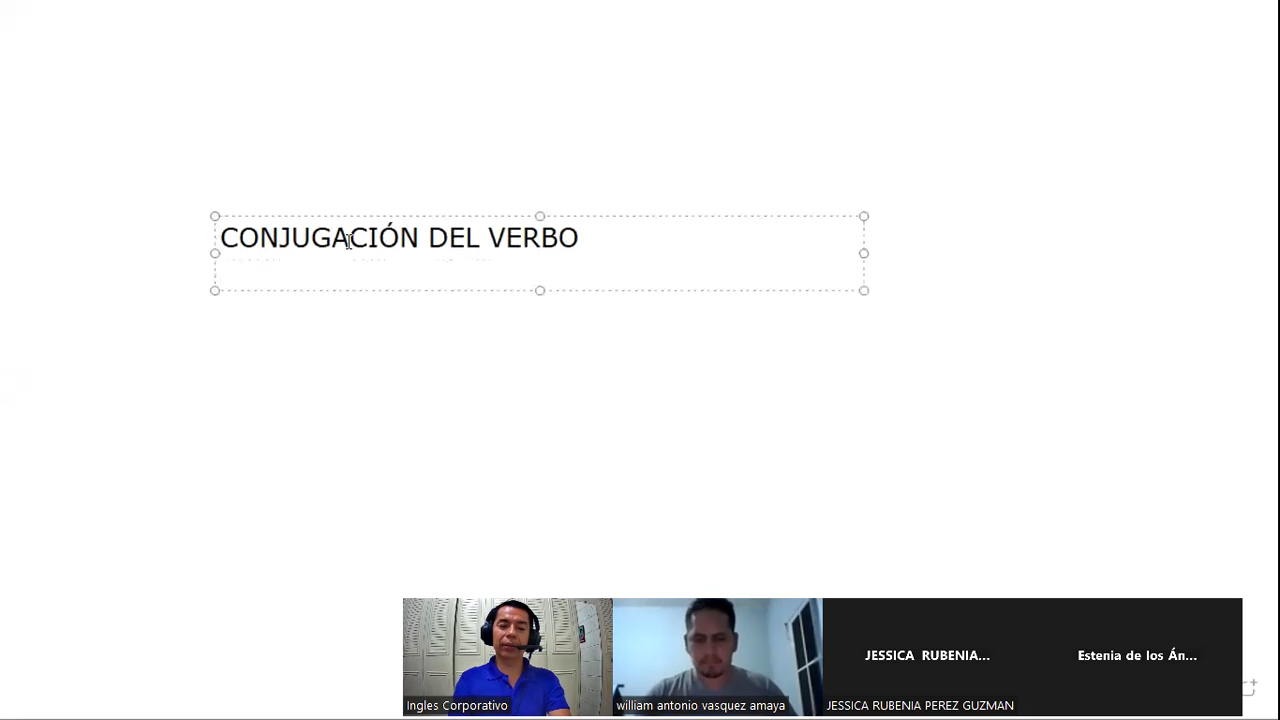 CONJUGACIÓN DEL VERBO
JESSICA RUBENIA...
Estenia de los Án...
Ingles Corporativo
william antonio vasquez amaya
JESSICA RUBENIA PEREZ GUZMAN